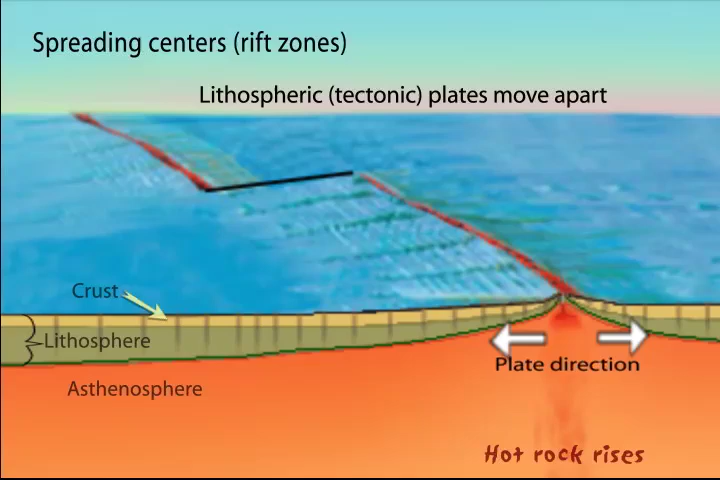 Spreading centers (rift zones)
Lithospheric (tectonic) plates move apart
Crust
Lithosphere
Plate direction
Asthenosphere
Hot rock rises